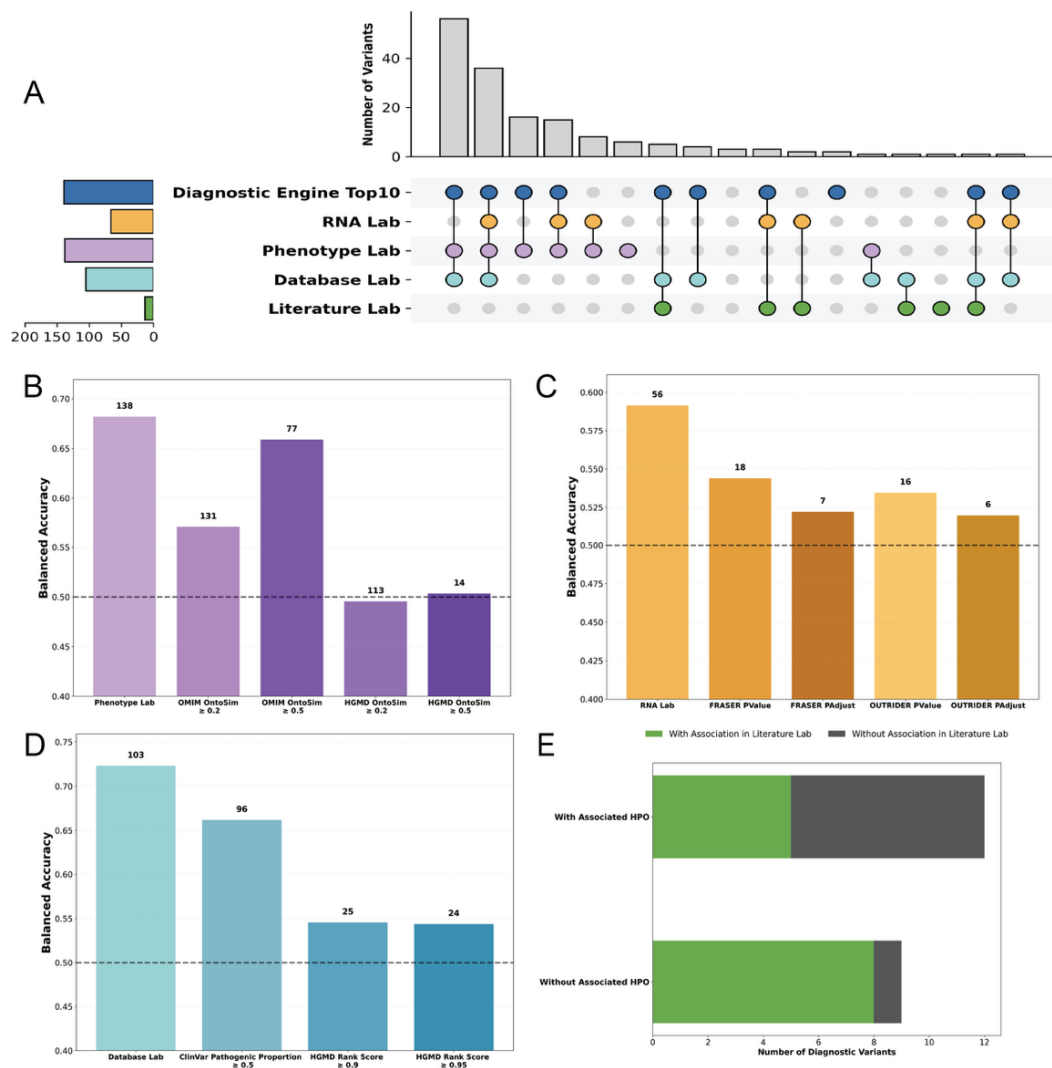 A
Number of Variants
40
20
0
Diagnostic Engine Top10
RNA Lab
Phenotype Lab
Database Lab
Literature Lab
200 150 100 50 0
B
Balanced Accuracy
0.70
0.65
0.60
0.55
0.50
0.45
0.40
138
131
77
113
14
Phenotype Lab
OMIM OntoSim
≥ 0.2
OMIM OntoSim
≥ 0.5
HGMD OntoSim
≥ 0.2
HGMD OntoSim
≥ 0.5
C
Balanced Accuracy
0.600
0.575
0.550
0.525
0.500
0.475
0.450
0.425
0.400
56
18
7
16
6
RNA Lab
FRASER PValue
FRASER PAdjust
OUTRIDER PValue
OUTRIDER PAdjust
D
Balanced Accuracy
0.75
0.70
0.65
0.60
0.55
0.50
0.45
0.40
103
96
25
24
Database Lab
ClinVar Pathogenic Proportion
≥ 0.5
HGMD Rank Score
≥ 0.9
HGMD Rank Score
≥ 0.95
With Association in Literature Lab
Without Association in Literature Lab
E
With Associated HPO
Without Associated HPO
0 2 4 6 8 10 12
Number of Diagnostic Variants